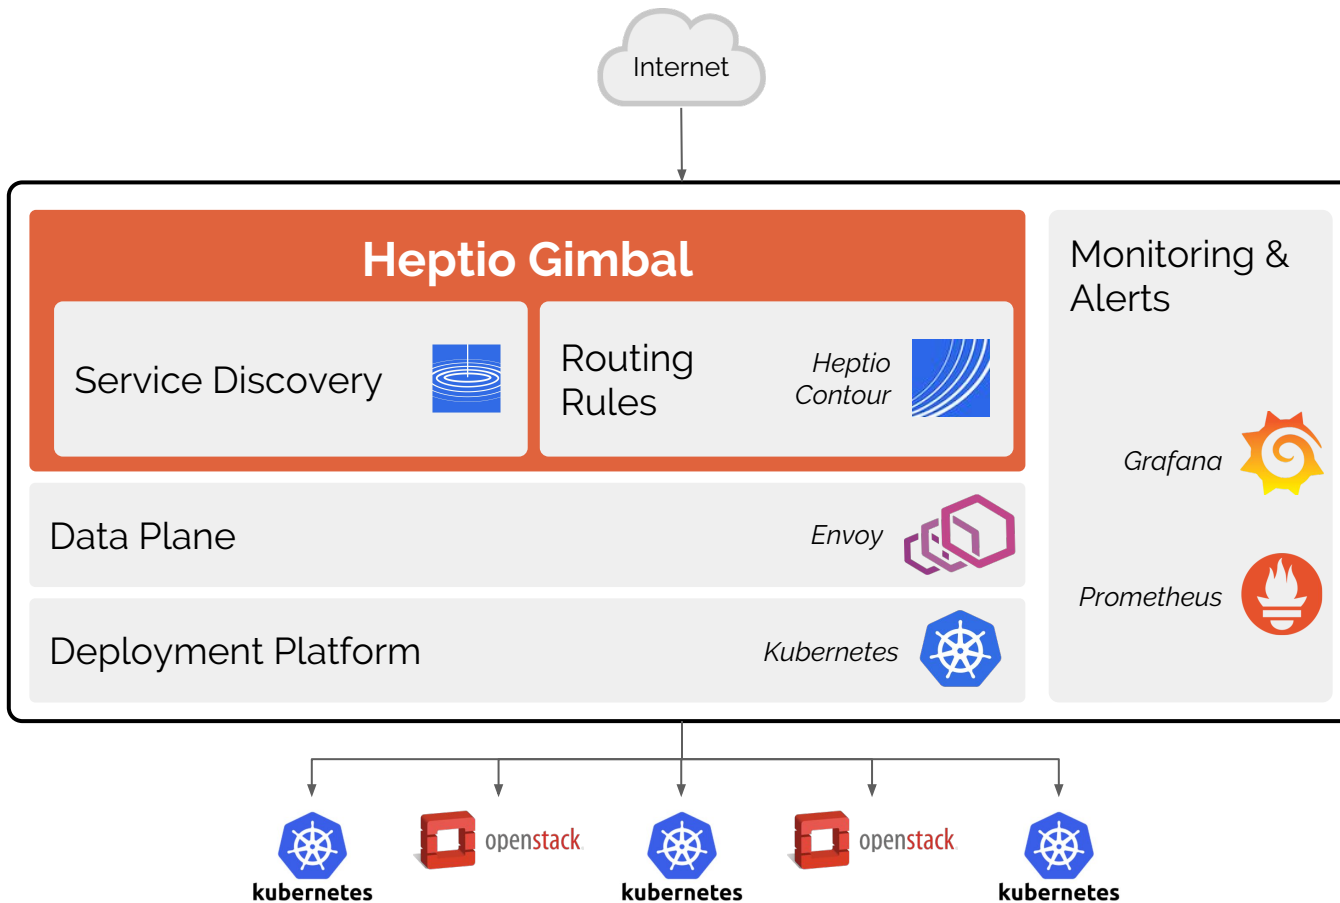 Internet
Heptio Gimbal
Service Discovery
Routing
Rules
Heptio
Contour
Monitoring &
Alerts
Grafana
Prometheus
Data Plane
Envoy
Deployment Platform
Kubernetes
kubernetes
openstack
kubernetes
openstack
kubernetes